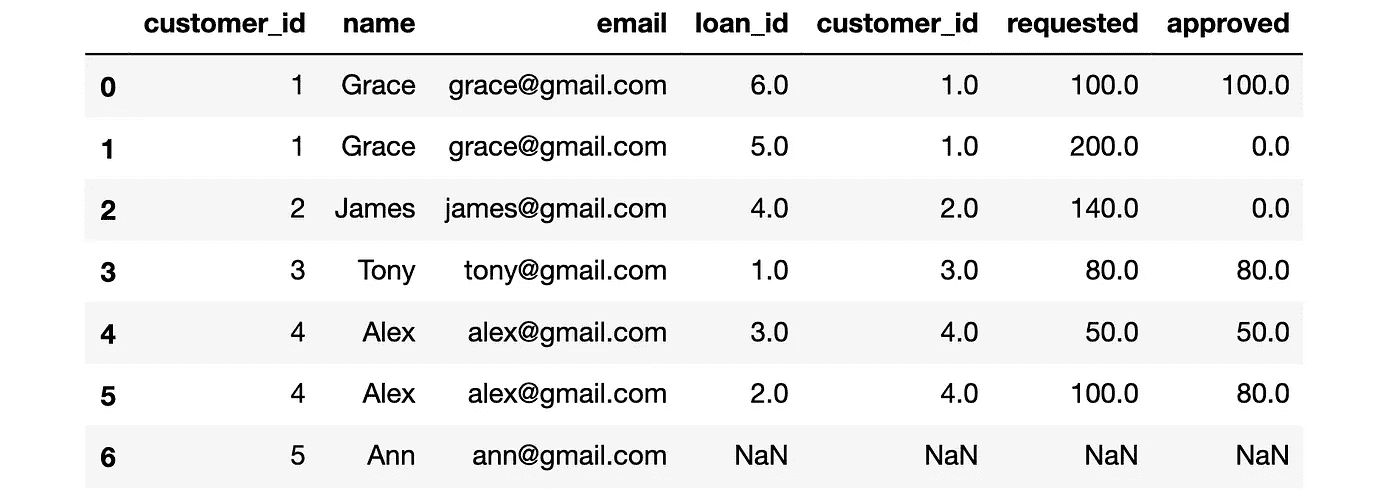 customer_id name email loan_id customer_id requested approved
0 1 Grace grace@gmail.com 6.0 1.0 100.0 100.0
1 1 Grace grace@gmail.com 5.0 1.0 200.0 0.0
2 2 James james@gmail.com 4.0 2.0 140.0 0.0
3 3 Tony tony@gmail.com 1.0 3.0 80.0 80.0
4 4 Alex alex@gmail.com 3.0 4.0 50.0 50.0
5 4 Alex alex@gmail.com 2.0 4.0 100.0 80.0
6 5 Ann ann@gmail.com NaN NaN NaN NaN